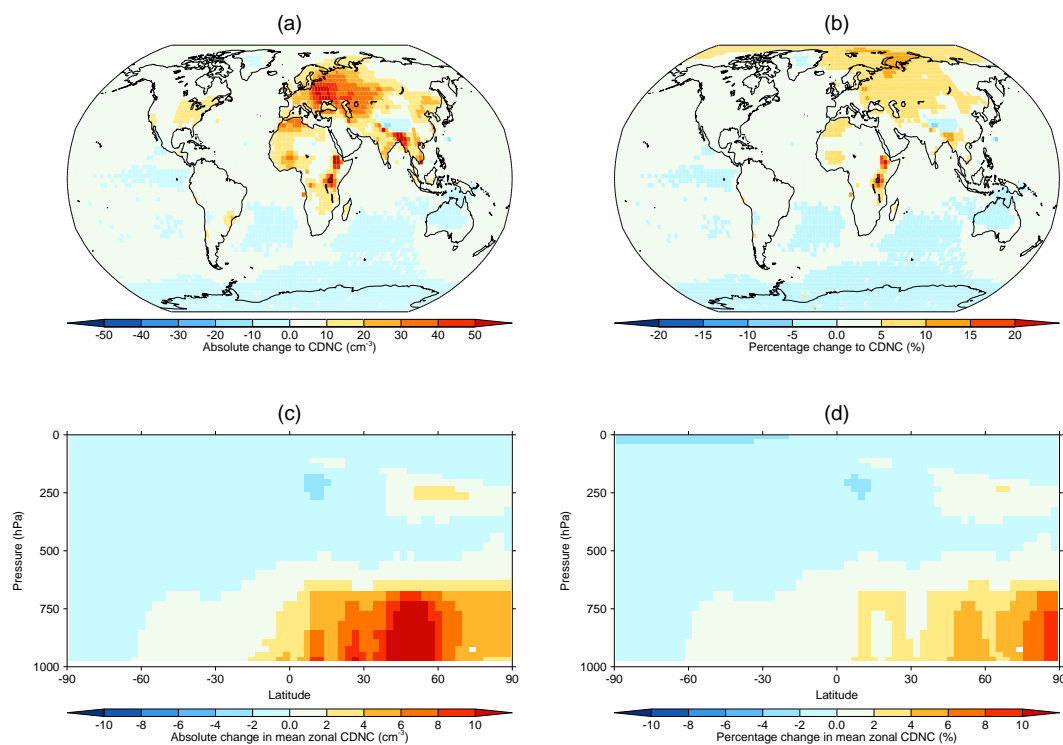 (a)
(b)
-50 -40 -30 -20 -10 0.0 10 20 30 40 50
Absolute change to CDNC (cm⁻³)
-20 -15 -10 -5 0.0 5 10 15 20
Percentage change to CDNC (%)
(c)
(d)
0
250
500
750
1000
Pressure (hPa)
-90 -60 -30 0 30 60 90
Latitude
0
250
500
750
1000
Pressure (hPa)
-90 -60 -30 0 30 60 90
Latitude
-10 -8 -6 -4 -2 0.0 2 4 6 8 10
Absolute change in mean zonal CDNC (cm⁻³)
-10 -8 -6 -4 -2 0.0 2 4 6 8 10
Percentage change in mean zonal CDNC (%)